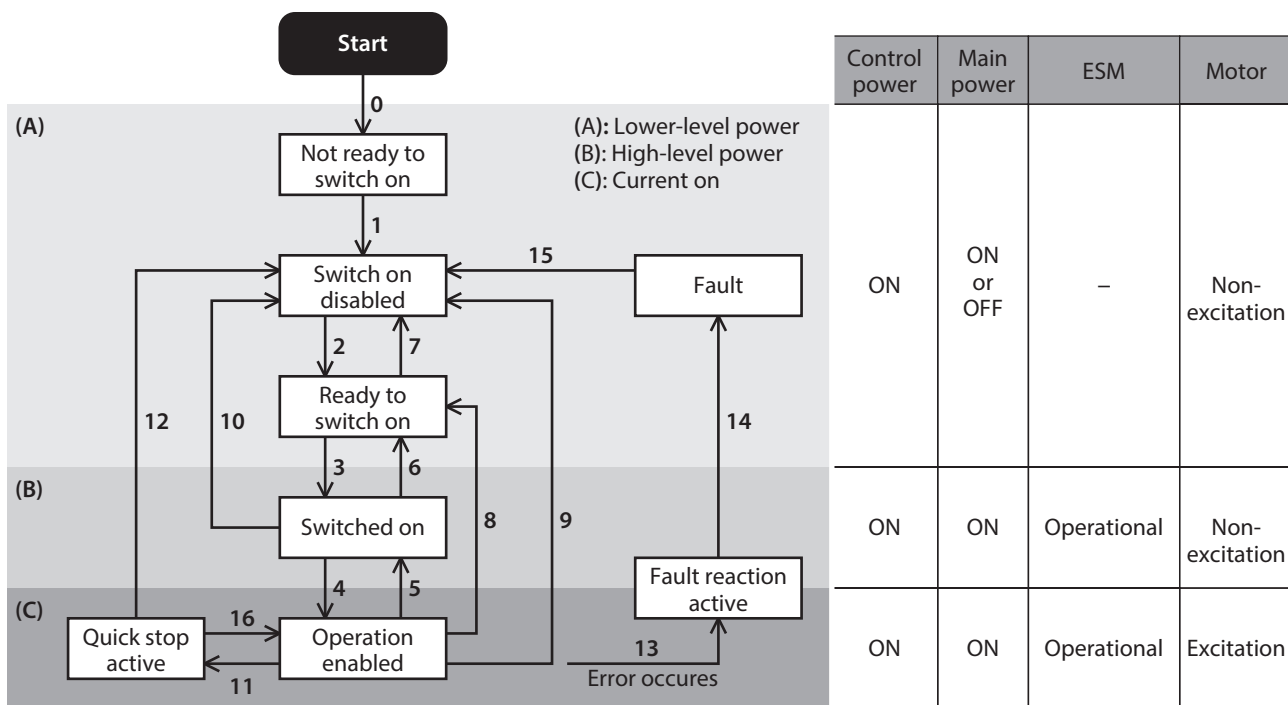 Start
0
(A)
(A): Lower-level power
(B): High-level power
(C): Current on
Not ready to
switch on
1
15
Switch on
disabled
Fault
2
7
Ready to
switch on
12
10
14
3
6
(B)
Switched on
8
9
4
5
Fault reaction
active
(C)
16
Quick stop
active
Operation
enabled
13
Error occures
11
Control
power
Main
power
ESM
Motor
ON
ON
or
OFF
–
Non-
excitation
ON
ON
Operational
Non-
excitation
ON
ON
Operational
Excitation